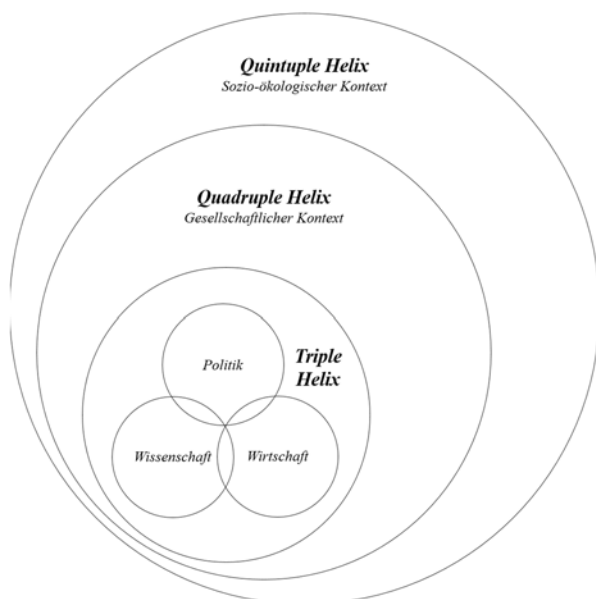 Quintuple Helix
Sozio-ökologischer Kontext
Quadruple Helix
Gesellschaftlicher Kontext
Triple
Helix
Politik
Wissenschaft
Wirtschaft